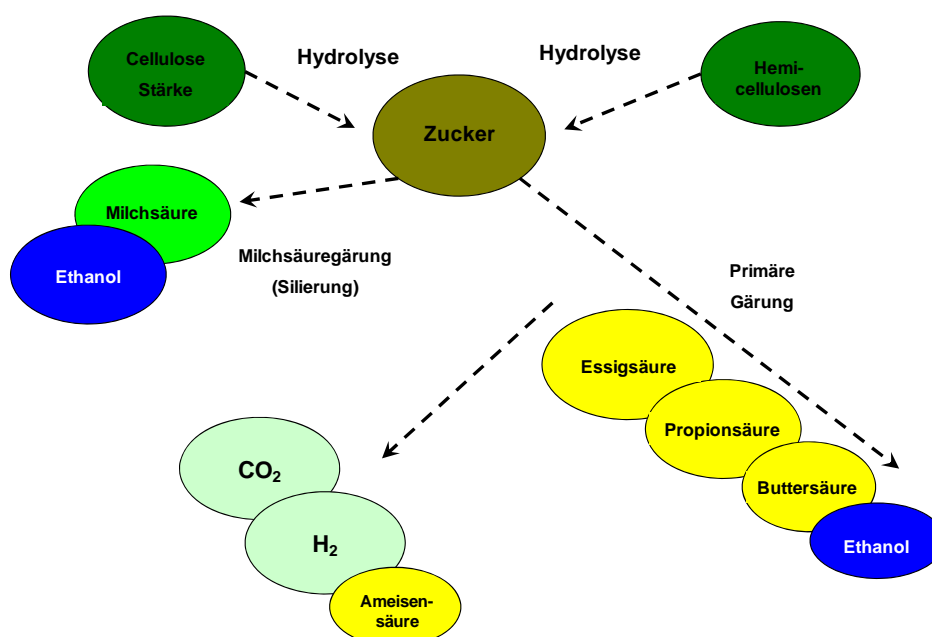 Cellulose
Stärke
Hydrolyse
Hydrolyse
Hemi-
cellulosen
Zucker
Milchsäure
Ethanol
Milchsäuregärung
(Silierung)
Primäre
Gärung
Essigsäure
Propionsäure
Buttersäure
Ethanol
CO₂
H₂
Ameisen-
säure